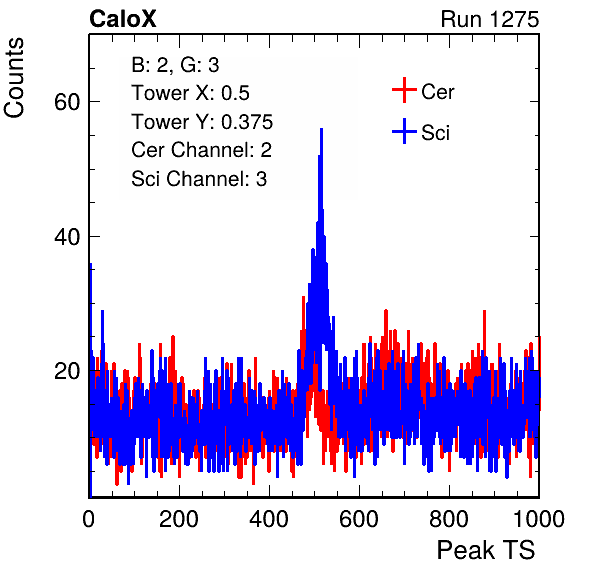 CaloX Run 1275
Counts
B: 2, G: 3
Tower X: 0.5
Tower Y: 0.375
Cer Channel: 2
Sci Channel: 3
Cer
Sci
60
40
20
0 200 400 600 800 1000
Peak TS